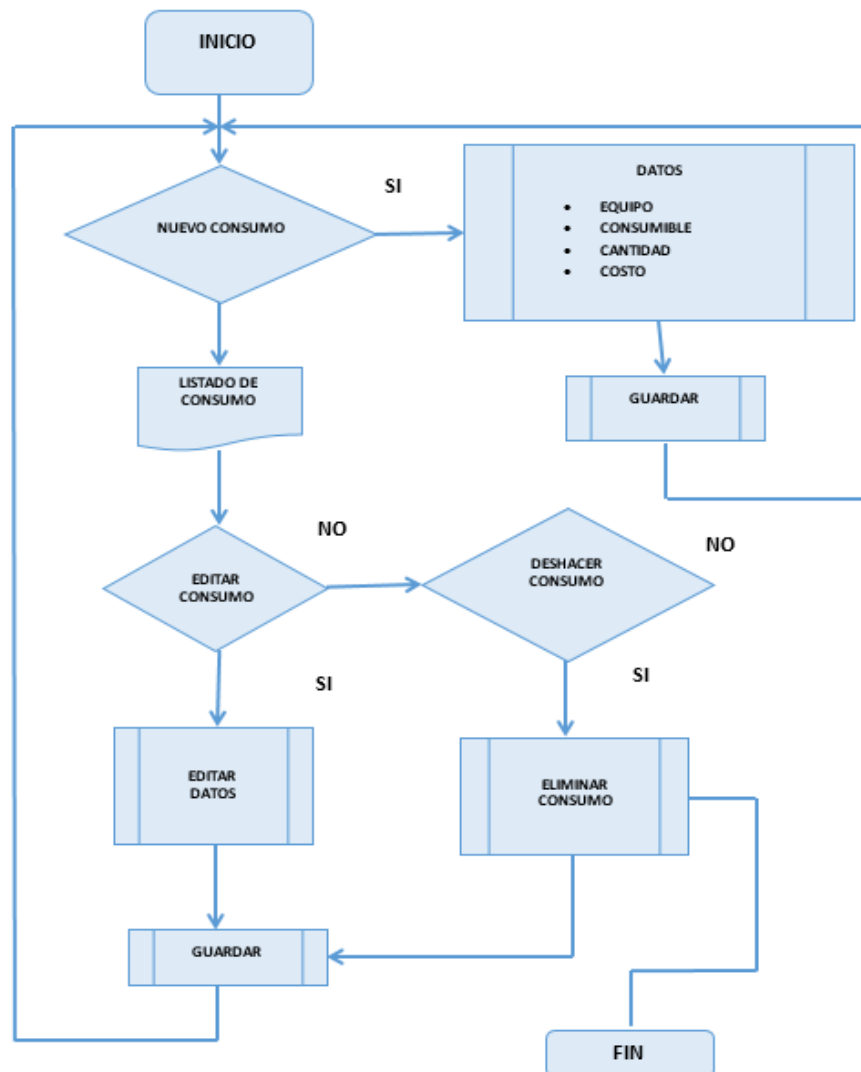 INICIO
SI
NUEVO CONSUMO
DATOS
• EQUIPO
• CONSUMIBLE
• CANTIDAD
• COSTO
LISTADO DE
CONSUMO
GUARDAR
NO
EDITAR
CONSUMO
DESHACER
CONSUMO
NO
SI
SI
EDITAR
DATOS
ELIMINAR
CONSUMO
GUARDAR
FIN